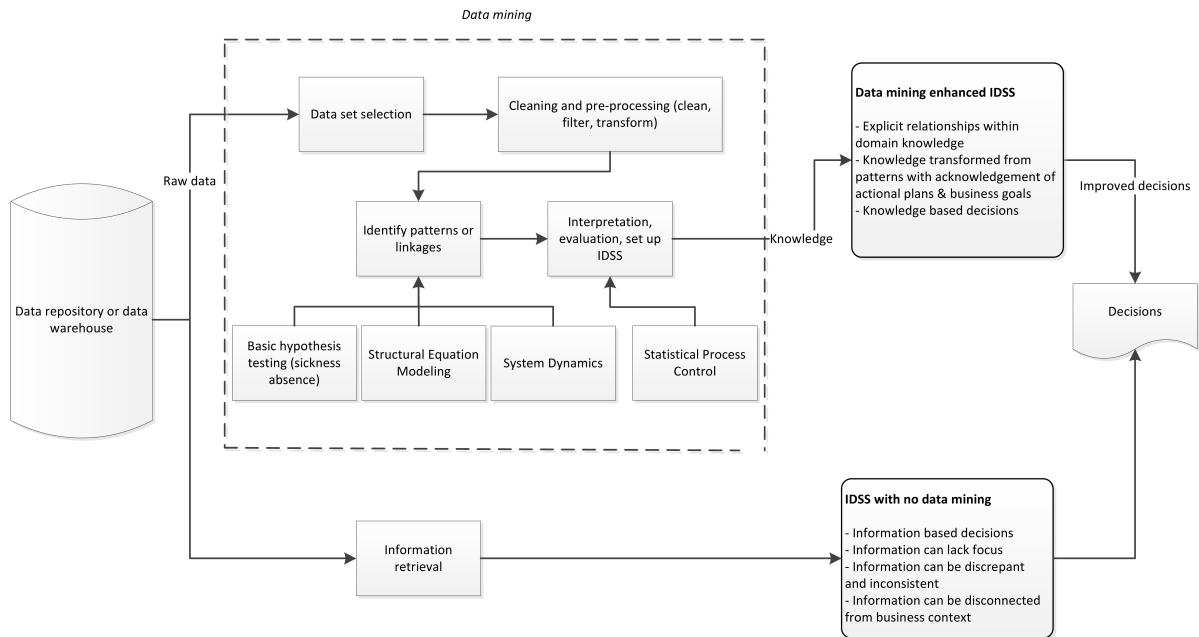 Data mining
Data set selection
Cleaning and pre-processing (clean,
filter, transform)
Raw data
Data repository or data
warehouse
Identify patterns or
linkages
Interpretation,
evaluation, set up
IDSS
Knowledge
Basic hypothesis
testing (sickness
absence)
Structural Equation
Modeling
System Dynamics
Statistical Process
Control
Data mining enhanced IDSS
- Explicit relationships within
domain knowledge
- Knowledge transformed from
patterns with acknowledgement of
actional plans & business goals
- Knowledge based decisions
Improved decisions
Decisions
Information
retrieval
IDSS with no data mining
- Information based decisions
- Information can lack focus
- Information can be discrepant
and inconsistent
- Information can be disconnected
from business context